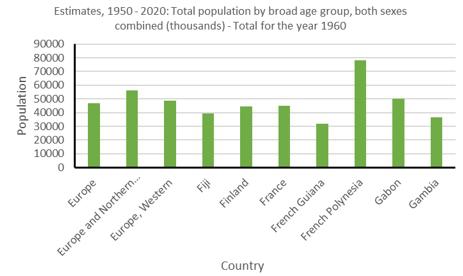 Estimates, 1950 - 2020: Total population by broad age group, both sexes
combined (thousands) - Total for the year 1960
90000
80000
70000
60000
50000
40000
30000
20000
10000
0
Population
Europe
Europe and Northern...
Europe, Western
Fiji
Finland
France
French Guiana
French Polynesia
Gabon
Gambia
Country